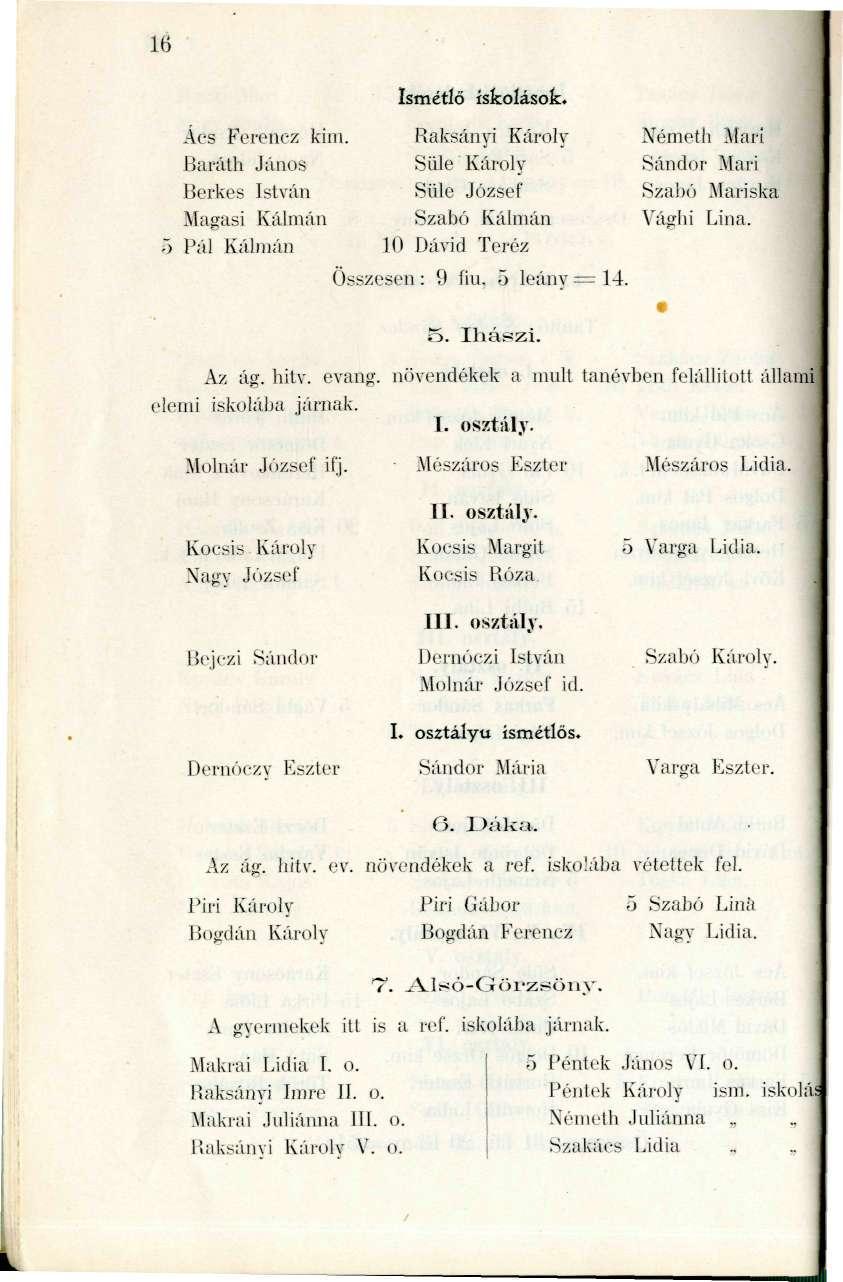 16
Ismétlő iskolások.
Ács Ferencz kim. Raksányi Károly Németh Mari
Baráth János Süle Károly Sándor Mari
Berkes István Süle József Szabó Mariska
Magasi Kálmán Szabó Kálmán Vághi Lina.
5 Pál Kálmán 10 Dávid Teréz
Összesen: 9 fiu, 5 leány = 14.
5. Ihászi.
Az ág. hitv. evang. növendékek a mult tanévben felállitott állami
elemi iskolába járnak.
I. osztály.
Molnár József ifj. Mészáros Eszter Mészáros Lidia.
II. osztály.
Kocsis Károly Kocsis Margit 5 Varga Lidia.
Nagy József Kocsis Róza
III. osztály.
Bejczi Sándor Dernóczi István Szabó Károly.
Molnár József id.
I. osztályu ismétlős.
Dernóczy Eszter Sándor Mária Varga Eszter.
6. Dáka.
Az ág. hitv. ev. növendékek a ref. iskolába vétettek fel.
Piri Károly Piri Gábor 5 Szabó Lina
Bogdán Károly Bogdán Ferencz Nagy Lidia.
7. Alsó-Görzsöny.
A gyermekek itt is a ref. iskolába járnak.
Makrai Lidia I. o. 5 Péntek János VI. o.
Raksányi Imre II. o. Péntek Károly ism. iskolás
Makrai Juliánna III. o. Németh Juliánna „ „
Raksányi Károly V. o. Szakács Lidia „ „